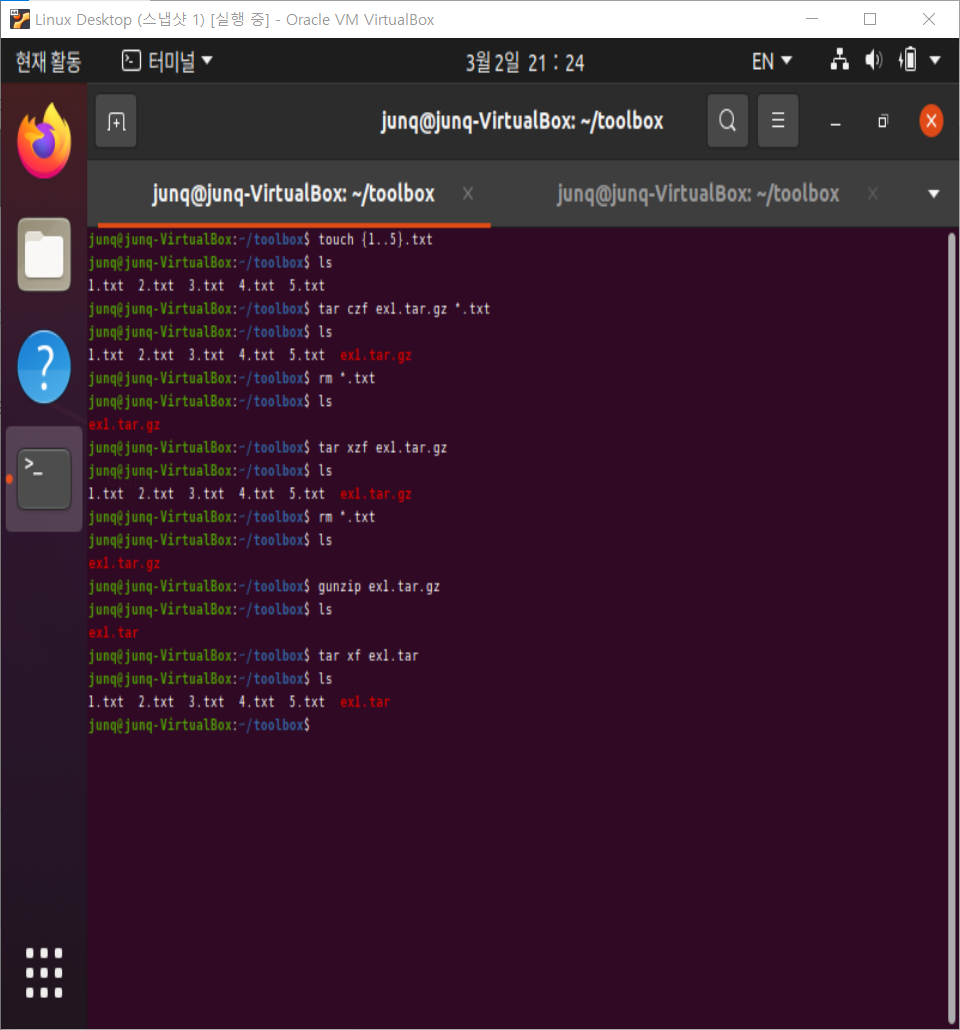 Linux Desktop (스냅샷 1) [실행 중] - Oracle VM VirtualBox
현재 활동 터미널 3월 2일 21 : 24 EN
junq@junq-VirtualBox: ~/toolbox
junq@junq-VirtualBox: ~/toolbox junq@junq-VirtualBox: ~/toolbox
junq@junq-VirtualBox:~/toolbox$ touch {1..5}.txt
junq@junq-VirtualBox:~/toolbox$ ls
1.txt 2.txt 3.txt 4.txt 5.txt
junq@junq-VirtualBox:~/toolbox$ tar czf ex1.tar.gz *.txt
junq@junq-VirtualBox:~/toolbox$ ls
1.txt 2.txt 3.txt 4.txt 5.txt ex1.tar.gz
junq@junq-VirtualBox:~/toolbox$ rm *.txt
junq@junq-VirtualBox:~/toolbox$ ls
ex1.tar.gz
junq@junq-VirtualBox:~/toolbox$ tar xzf ex1.tar.gz
junq@junq-VirtualBox:~/toolbox$ ls
1.txt 2.txt 3.txt 4.txt 5.txt ex1.tar.gz
junq@junq-VirtualBox:~/toolbox$ rm *.txt
junq@junq-VirtualBox:~/toolbox$ ls
ex1.tar.gz
junq@junq-VirtualBox:~/toolbox$ gunzip ex1.tar.gz
junq@junq-VirtualBox:~/toolbox$ ls
ex1.tar
junq@junq-VirtualBox:~/toolbox$ tar xf ex1.tar
junq@junq-VirtualBox:~/toolbox$ ls
1.txt 2.txt 3.txt 4.txt 5.txt ex1.tar
junq@junq-VirtualBox:~/toolbox$